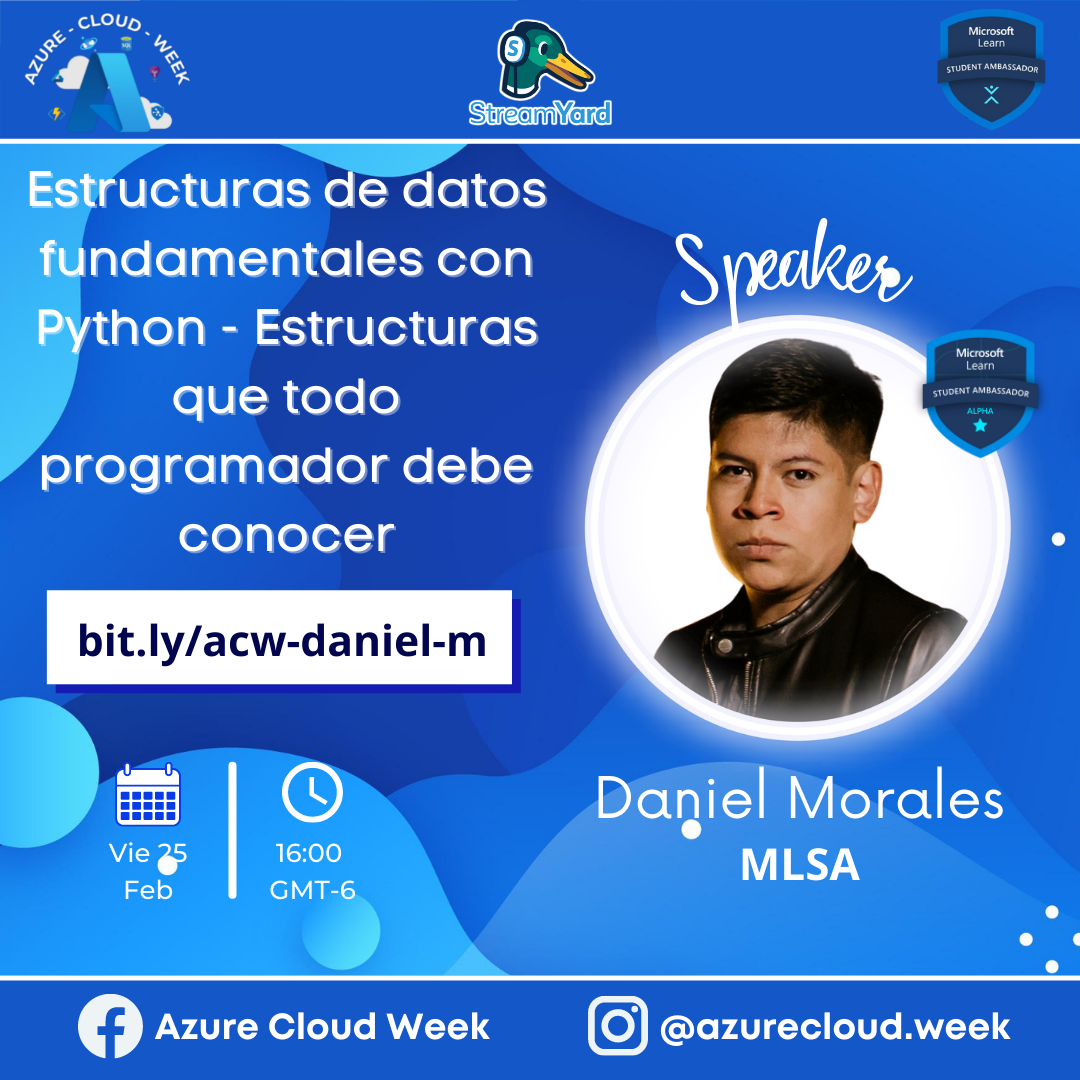 AZURE - CLOUD - WEEK
SQL
S
StreamYard
Microsoft
Learn
STUDENT AMBASSADOR
Estructuras de datos
fundamentales con
Python - Estructuras
que todo
programador debe
conocer
bit.ly/acw-daniel-m
Vie 25
Feb
16:00
GMT-6
Speaker
Microsoft
Learn
STUDENT AMBASSADOR
ALPHA
Daniel Morales
MLSA
Azure Cloud Week
@azurecloud.week